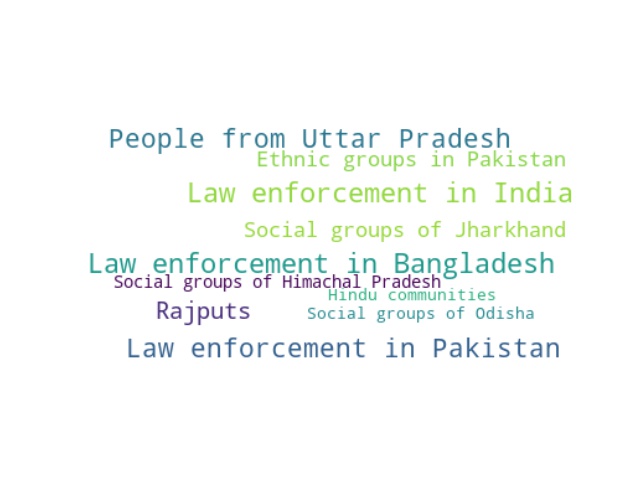 People from Uttar Pradesh
Ethnic groups in Pakistan
Law enforcement in India
Social groups of Jharkhand
Law enforcement in Bangladesh
Social groups of Himachal Pradesh
Hindu communities
Rajputs
Social groups of Odisha
Law enforcement in Pakistan